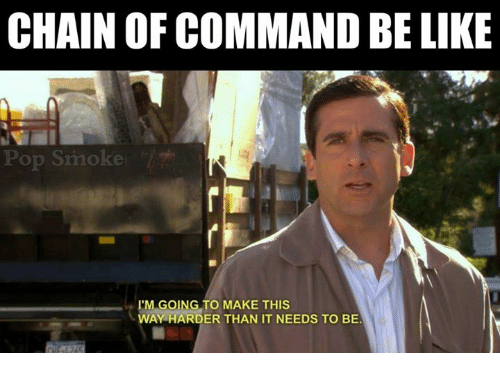 CHAIN OF COMMAND BE LIKE
Pop Smoke
I'M GOING TO MAKE THIS
WAY HARDER THAN IT NEEDS TO BE.